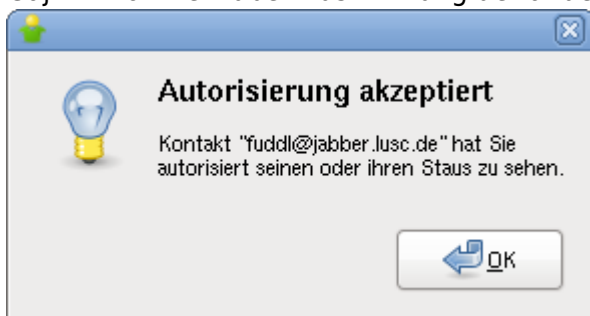 Autorisierung akzeptiert
Kontakt "fuddl@jabber.lusc.de" hat Sie
autorisiert seinen oder ihren Staus zu sehen.
OK